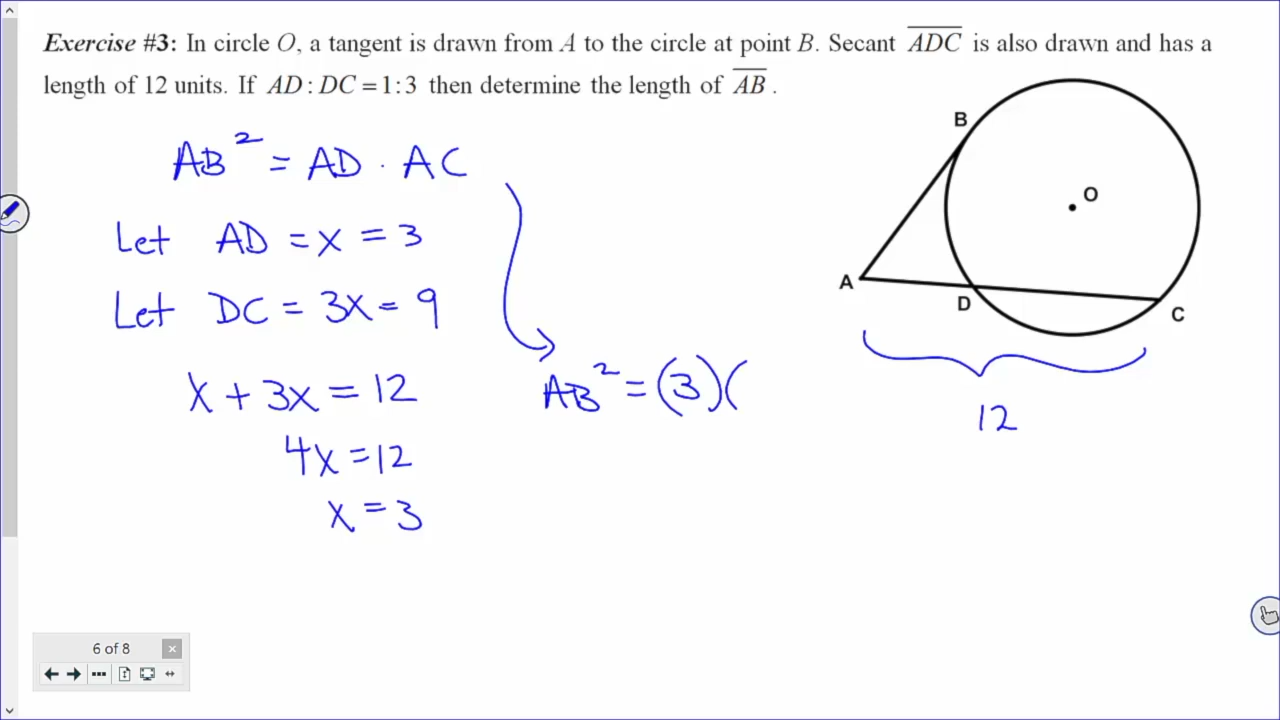 Exercise #3: In circle O, a tangent is drawn from A to the circle at point B. Secant ADC is also drawn and has a
length of 12 units. If AD : DC = 1 : 3 then determine the length of AB .
AB² = AD · AC
Let AD = x = 3
Let DC = 3x = 9
x + 3x = 12
4x = 12
x = 3
AB² = (3)(
B
O
A
D
C
12
6 of 8